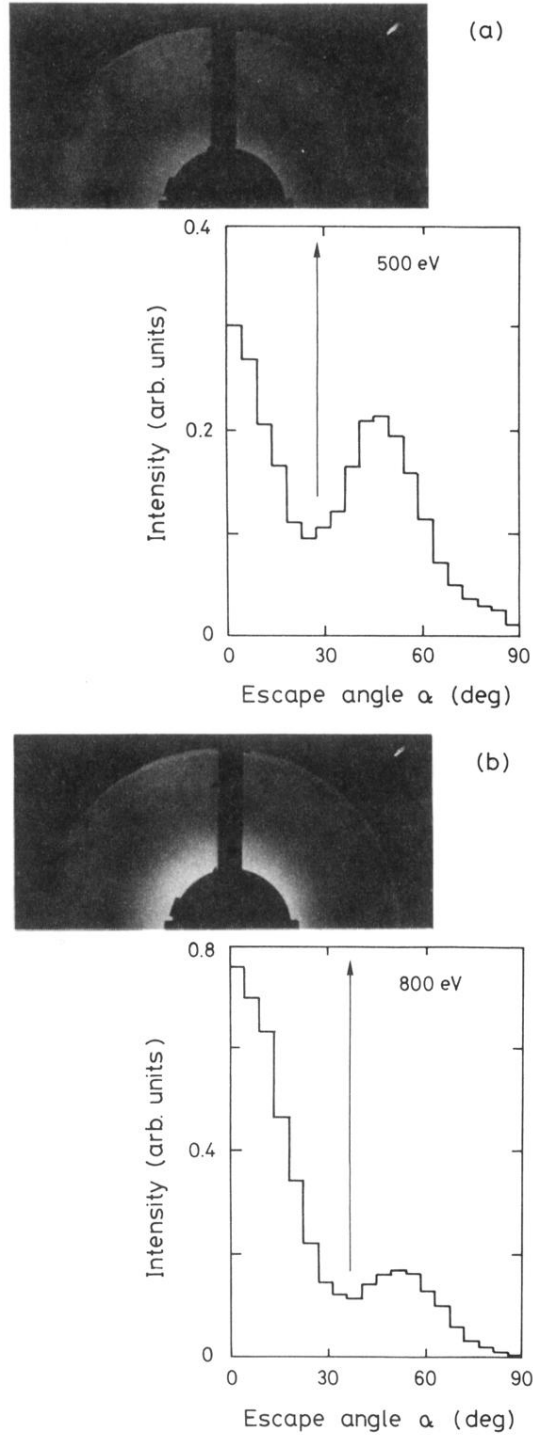 (a)
0.4
500 eV
Intensity (arb. units)
0.2
0
0 30 60 90
Escape angle α (deg)
(b)
0.8
800 eV
Intensity (arb. units)
0.4
0
0 30 60 90
Escape angle α (deg)